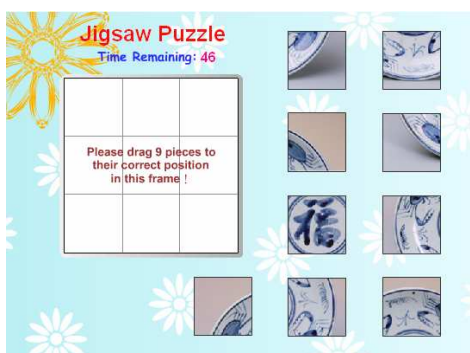 Jigsaw Puzzle
Time Remaining: 46
Please drag 9 pieces to
their correct position
in this frame !
福